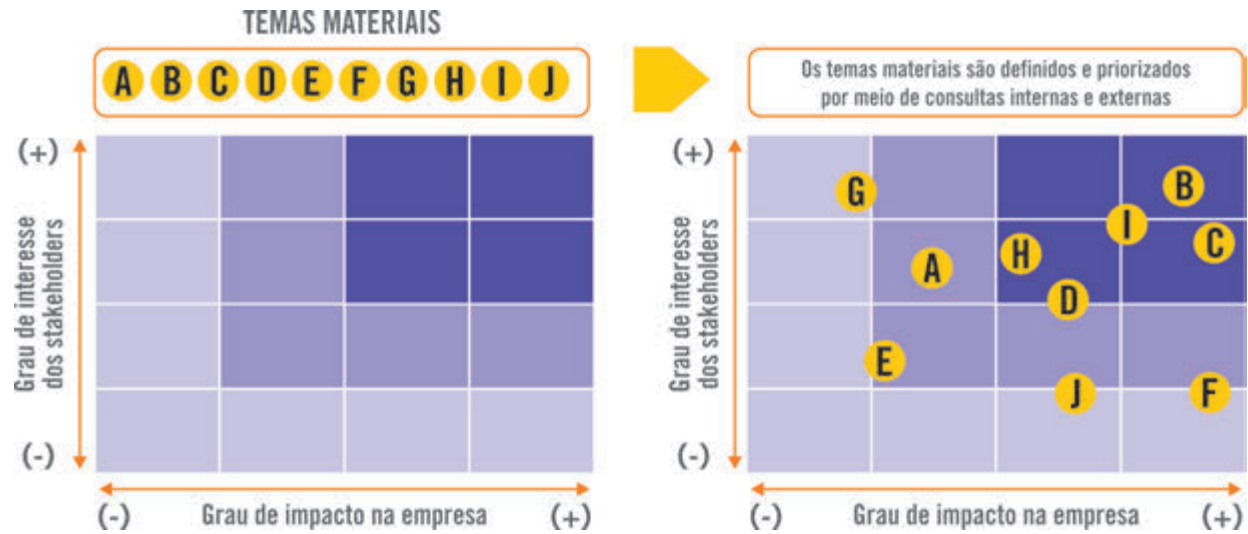 TEMAS MATERIAIS
A B C D E F G H I J
Os temas materiais são definidos e priorizados
por meio de consultas internas e externas
(+)
Grau de interesse
dos stakeholders
(-)
(-) Grau de impacto na empresa (+)
(+)
Grau de interesse
dos stakeholders
(-)
G
B
I
C
H
A
D
E
J
F
(-) Grau de impacto na empresa (+)